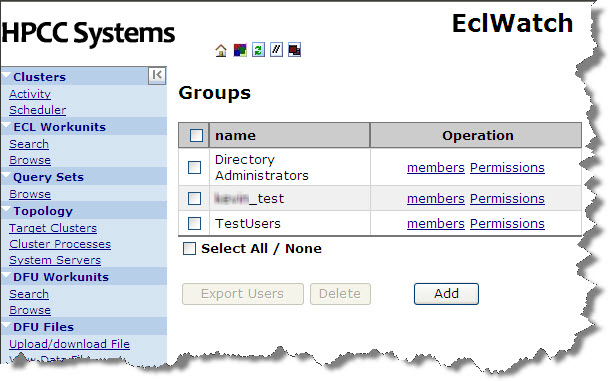 HPCC Systems
EclWatch
Clusters
Activity
Scheduler
ECL Workunits
Search
Browse
Query Sets
Browse
Topology
Target Clusters
Cluster Processes
System Servers
DFU Workunits
Search
Browse
DFU Files
Upload/download File
Groups
name Operation
Directory
Administrators
members Permissions
_test members Permissions
TestUsers members Permissions
Select All / None
Export Users Delete Add